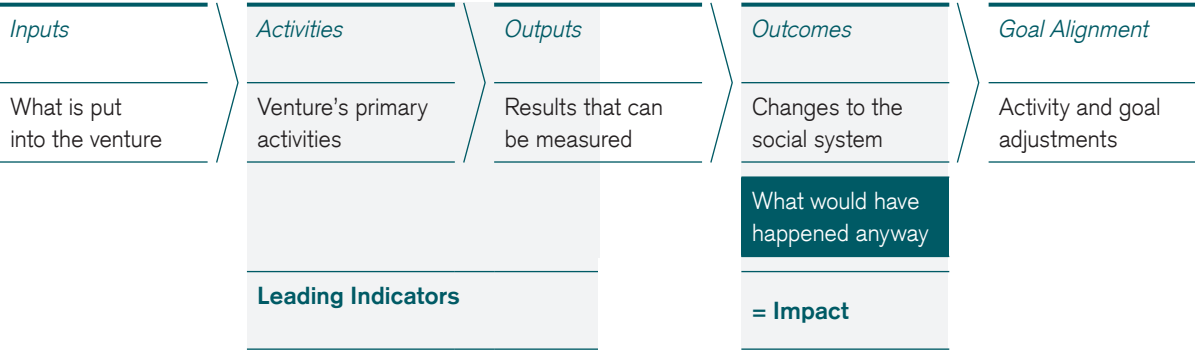 Inputs
Activities
Outputs
Outcomes
Goal Alignment
What is put
into the venture
Venture's primary
activities
Results that can
be measured
Changes to the
social system
Activity and goal
adjustments
What would have
happened anyway
Leading Indicators
= Impact